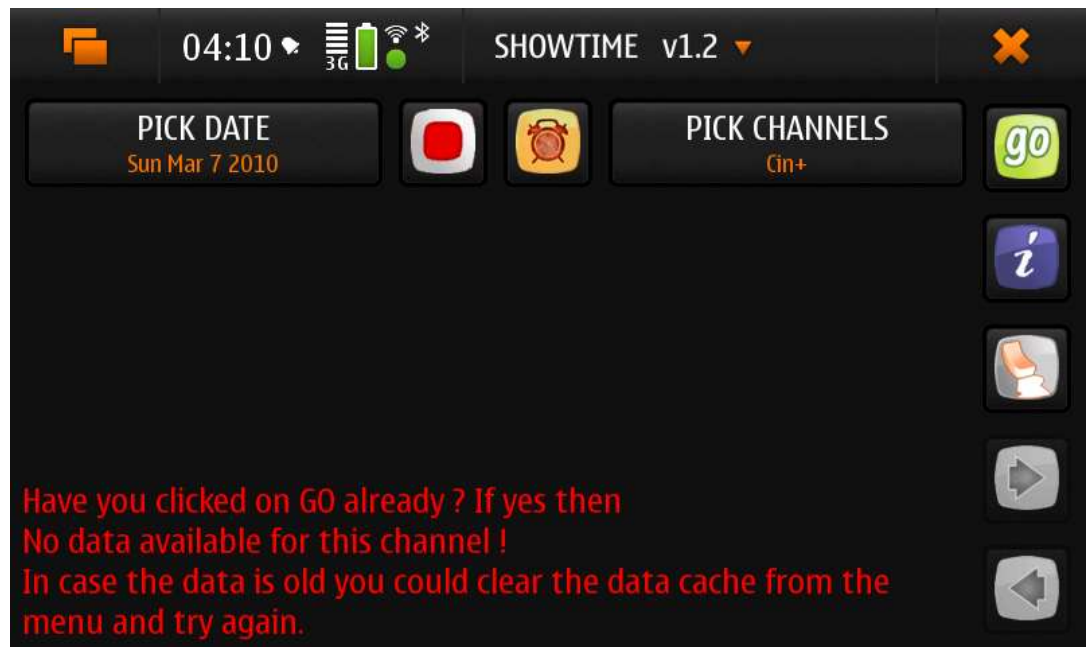 04:10
3G
SHOWTIME v1.2
PICK DATE
Sun Mar 7 2010
PICK CHANNELS
Cin+
go
i
Have you clicked on GO already ? If yes then
No data available for this channel !
In case the data is old you could clear the data cache from the
menu and try again.